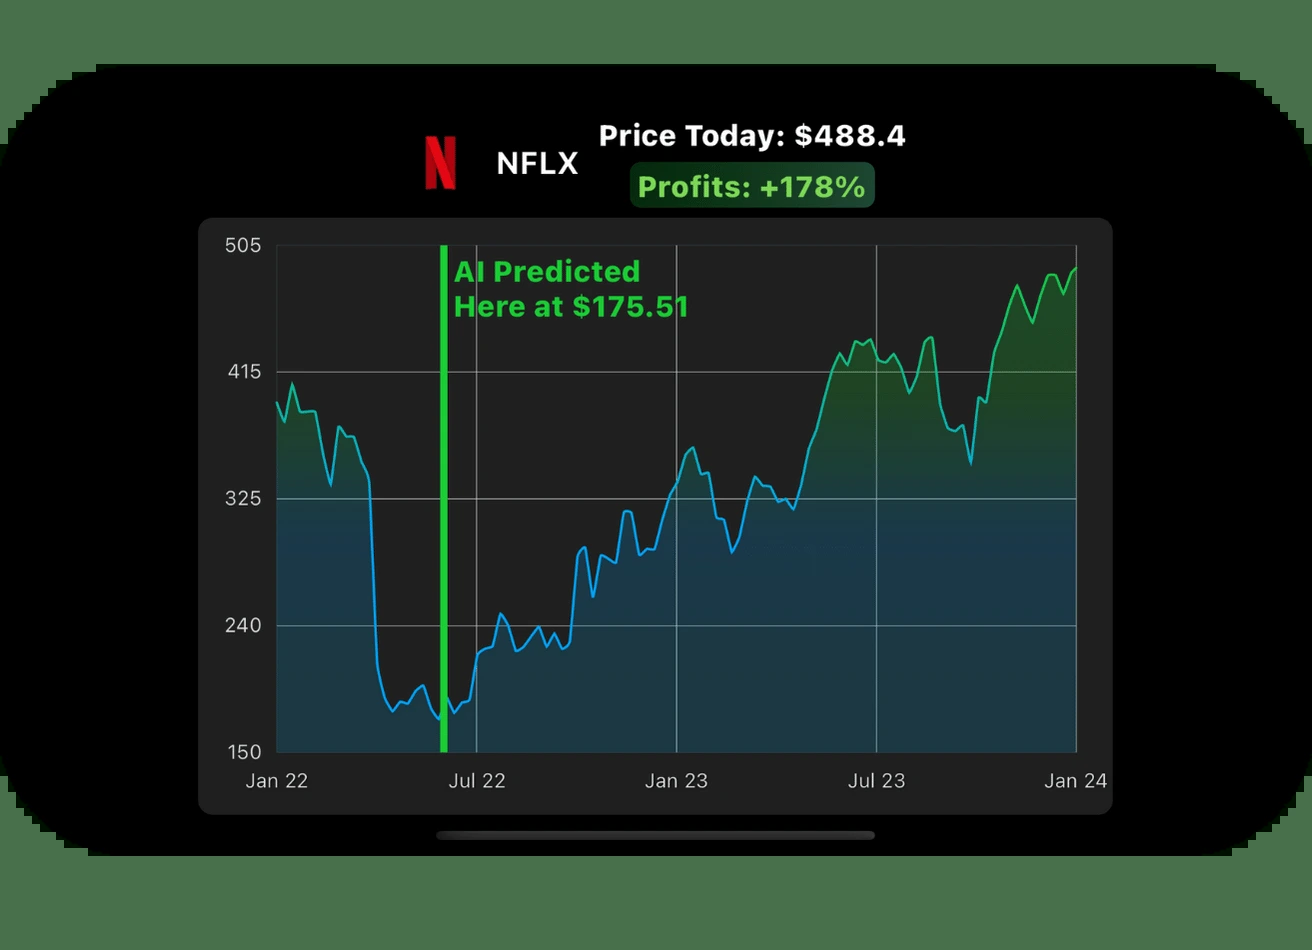 Price Today: $488.4
NFLX
Profits: +178%
505
AI Predicted
Here at $175.51
415
325
240
150
Jan 22
Jul 22
Jan 23
Jul 23
Jan 24